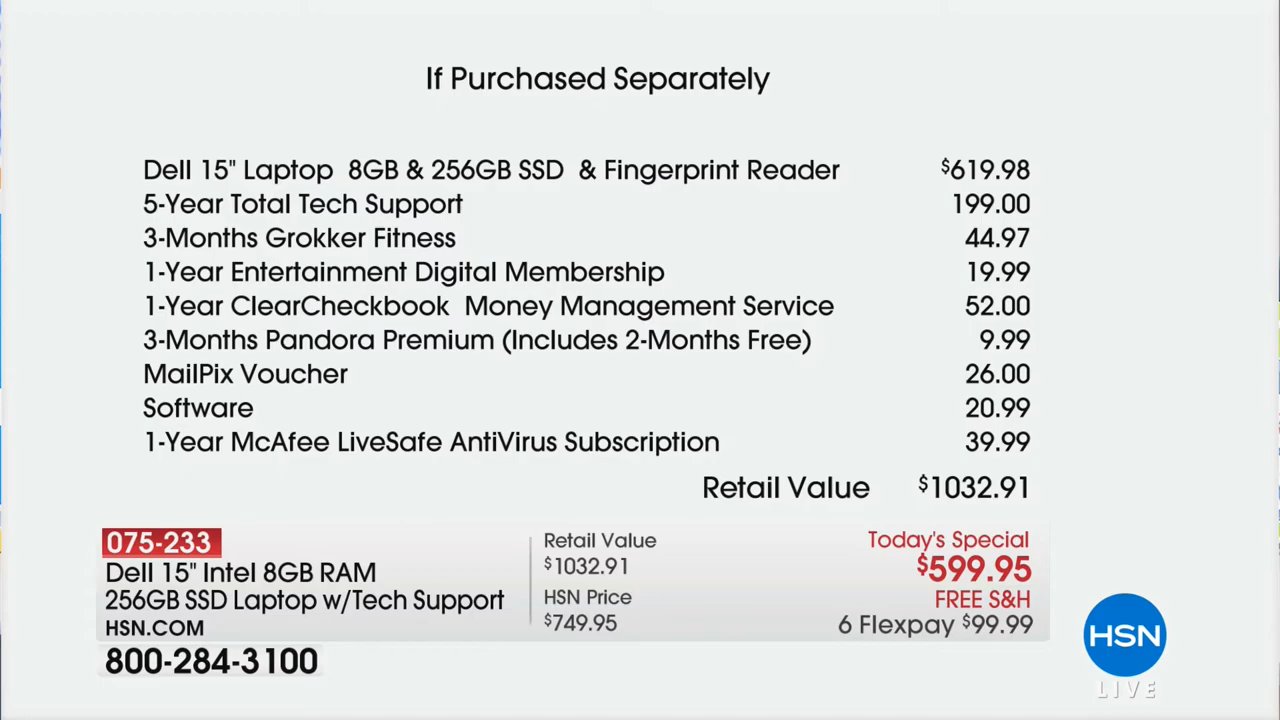 If Purchased Separately
Dell 15" Laptop 8GB & 256GB SSD & Fingerprint Reader $619.98
5-Year Total Tech Support 199.00
3-Months Grokker Fitness 44.97
1-Year Entertainment Digital Membership 19.99
1-Year ClearCheckbook Money Management Service 52.00
3-Months Pandora Premium (Includes 2-Months Free) 9.99
MailPix Voucher 26.00
Software 20.99
1-Year McAfee LiveSafe AntiVirus Subscription 39.99
Retail Value $1032.91
075-233
Dell 15" Intel 8GB RAM
256GB SSD Laptop w/Tech Support
HSN.COM
800-284-3100
Retail Value
$1032.91
HSN Price
$749.95
Today's Special
$599.95
FREE S&H
6 Flexpay $99.99
HSN
LIVE